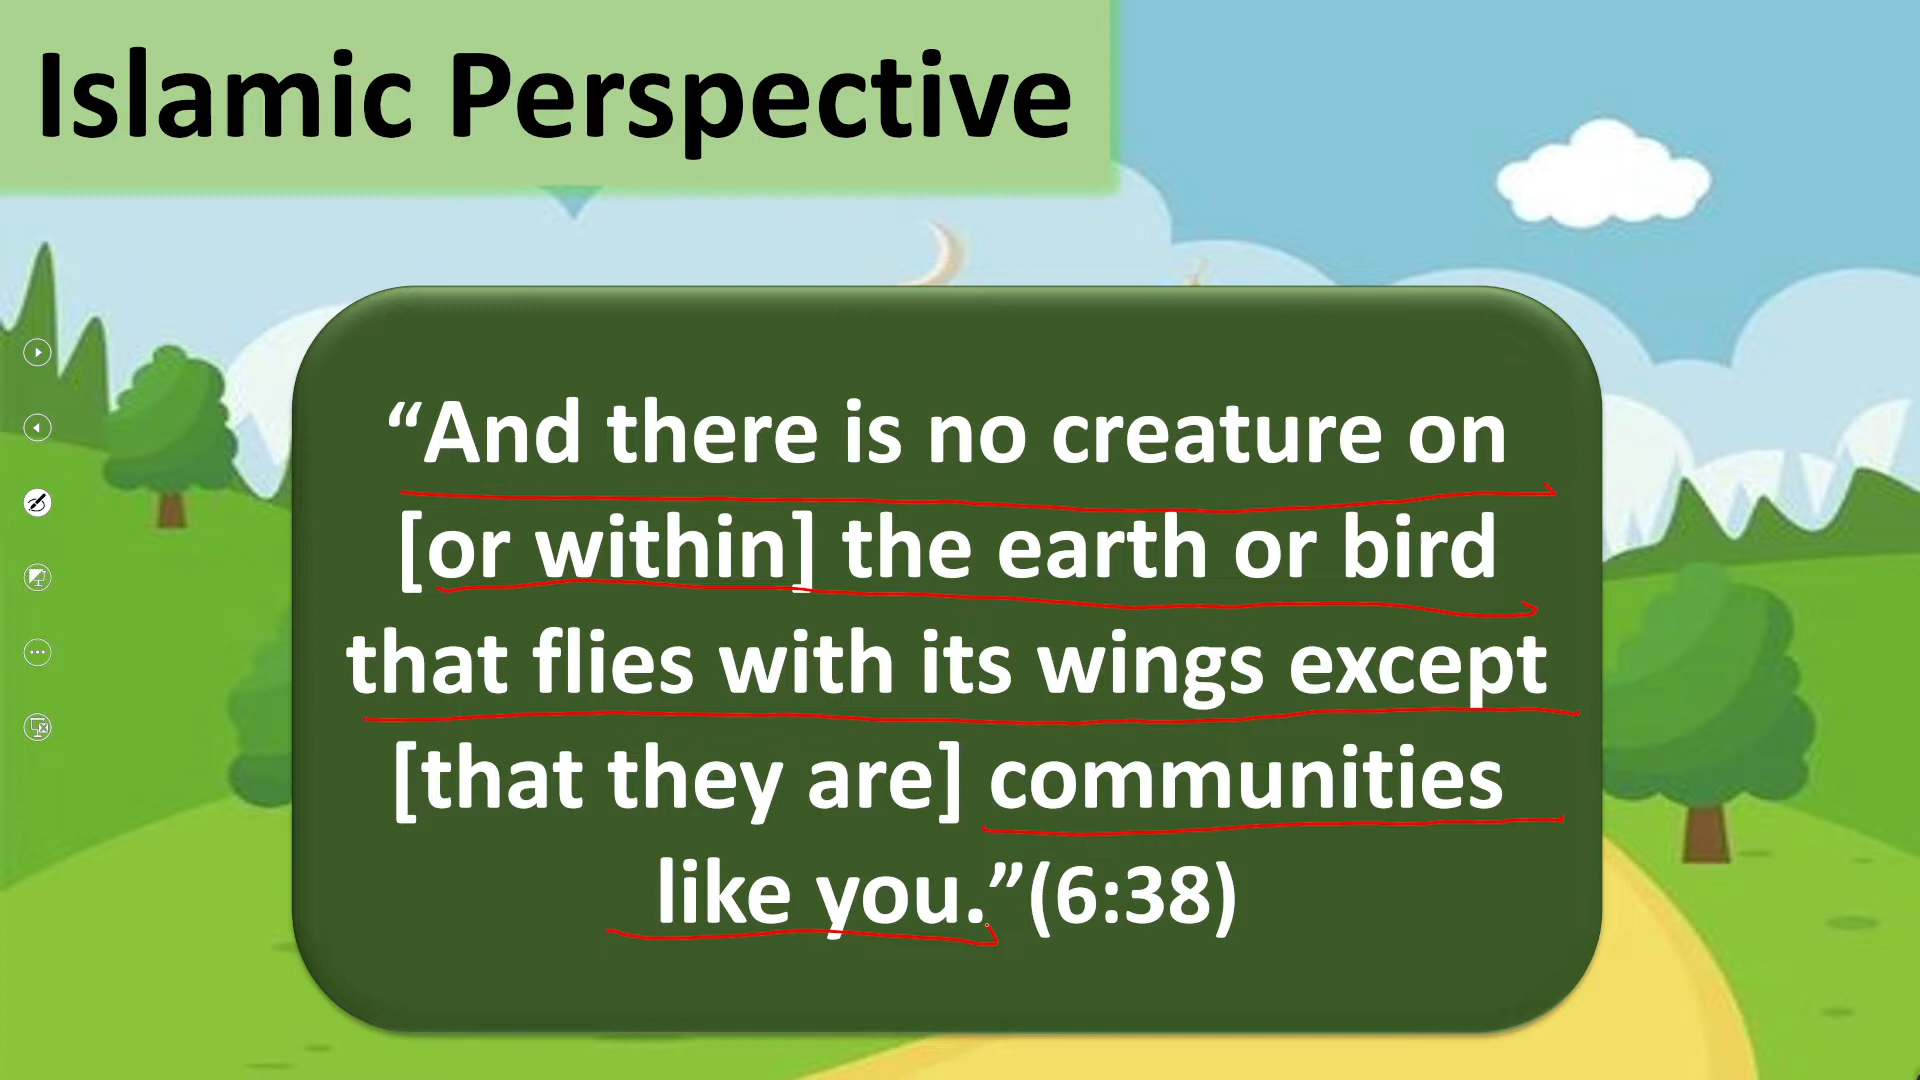 Islamic Perspective
“And there is no creature on
[or within] the earth or bird
that flies with its wings except
[that they are] communities
like you.”(6:38)